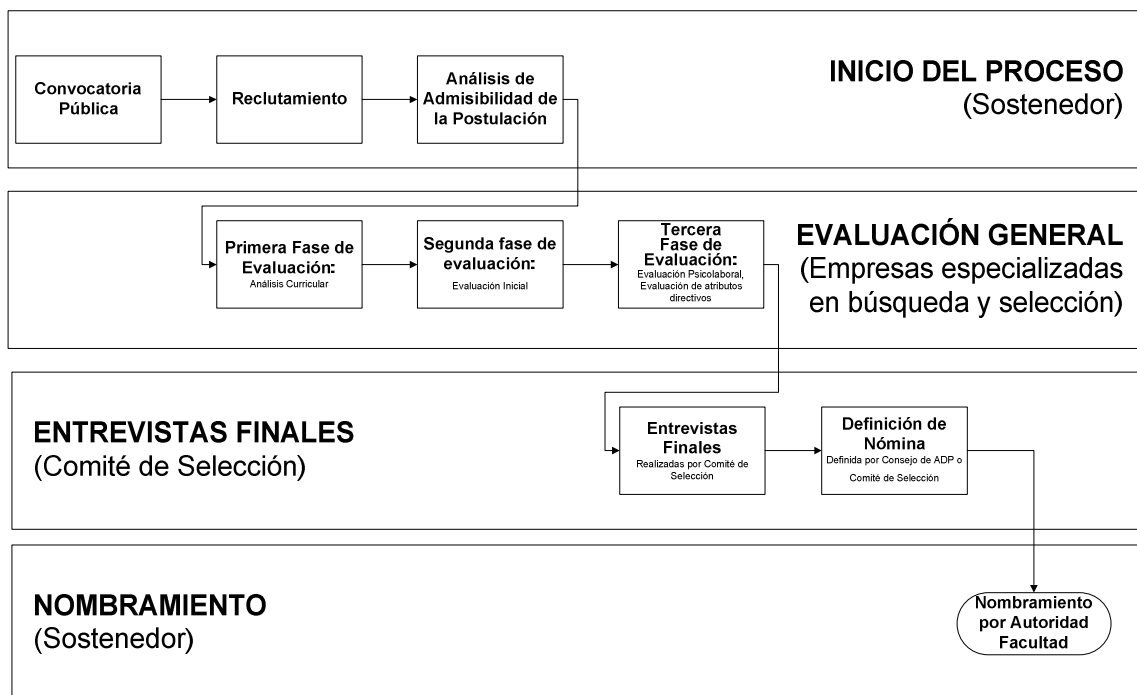 Convocatoria
Pública
Reclutamiento
Análisis de
Admisibilidad de
la Postulación
INICIO DEL PROCESO
(Sostenedor)
Primera Fase de
Evaluación:
Análisis Curricular
Segunda fase de
evaluación:
Evaluación Inicial
Tercera
Fase de
Evaluación:
Evaluación Psicolaboral,
Evaluación de atributos
directivos
EVALUACIÓN GENERAL
(Empresas especializadas
en búsqueda y selección)
ENTREVISTAS FINALES
(Comité de Selección)
Entrevistas
Finales
Realizadas por Comité de
Selección
Definición de
Nómina
Definida por Consejo de ADP o
Comité de Selección
NOMBRAMIENTO
(Sostenedor)
Nombramiento
por Autoridad
Facultad